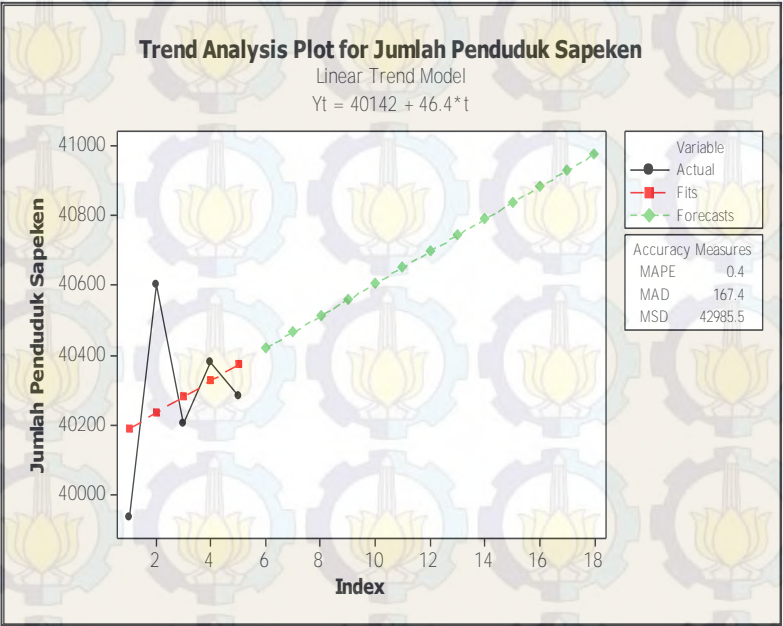 Trend Analysis Plot for Jumlah Penduduk Sapeken
Linear Trend Model
Yt = 40142 + 46.4*t
Jumlah Penduduk Sapeken
41000
40800
40600
40400
40200
40000
2 4 6 8 10 12 14 16 18
Index
Variable
Actual
Fits
Forecasts
Accuracy Measures
MAPE 0.4
MAD 167.4
MSD 42985.5